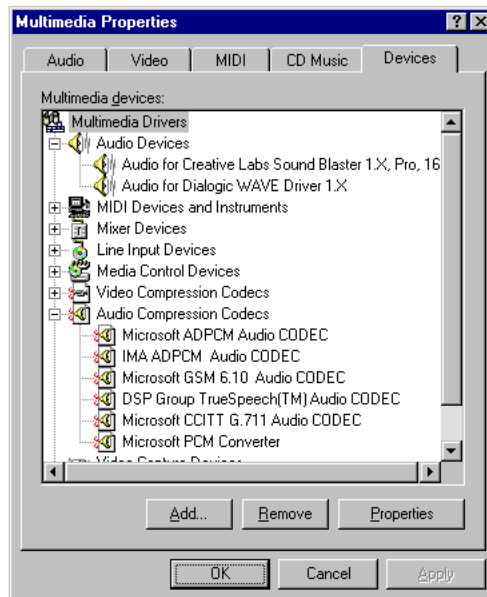 Multimedia Properties
Audio
Video
MIDI
CD Music
Devices
Multimedia devices:
Multimedia Drivers
Audio Devices
Audio for Creative Labs Sound Blaster 1.X, Pro, 16
Audio for Dialogic WAVE Driver 1.X
MIDI Devices and Instruments
Mixer Devices
Line Input Devices
Media Control Devices
Video Compression Codecs
Audio Compression Codecs
Microsoft ADPCM Audio CODEC
IMA ADPCM Audio CODEC
Microsoft GSM 6.10 Audio CODEC
DSP Group TrueSpeech(TM) Audio CODEC
Microsoft CCITT G.711 Audio CODEC
Microsoft PCM Converter
Video Capture Devices
Add...
Remove
Properties
OK
Cancel
Apply